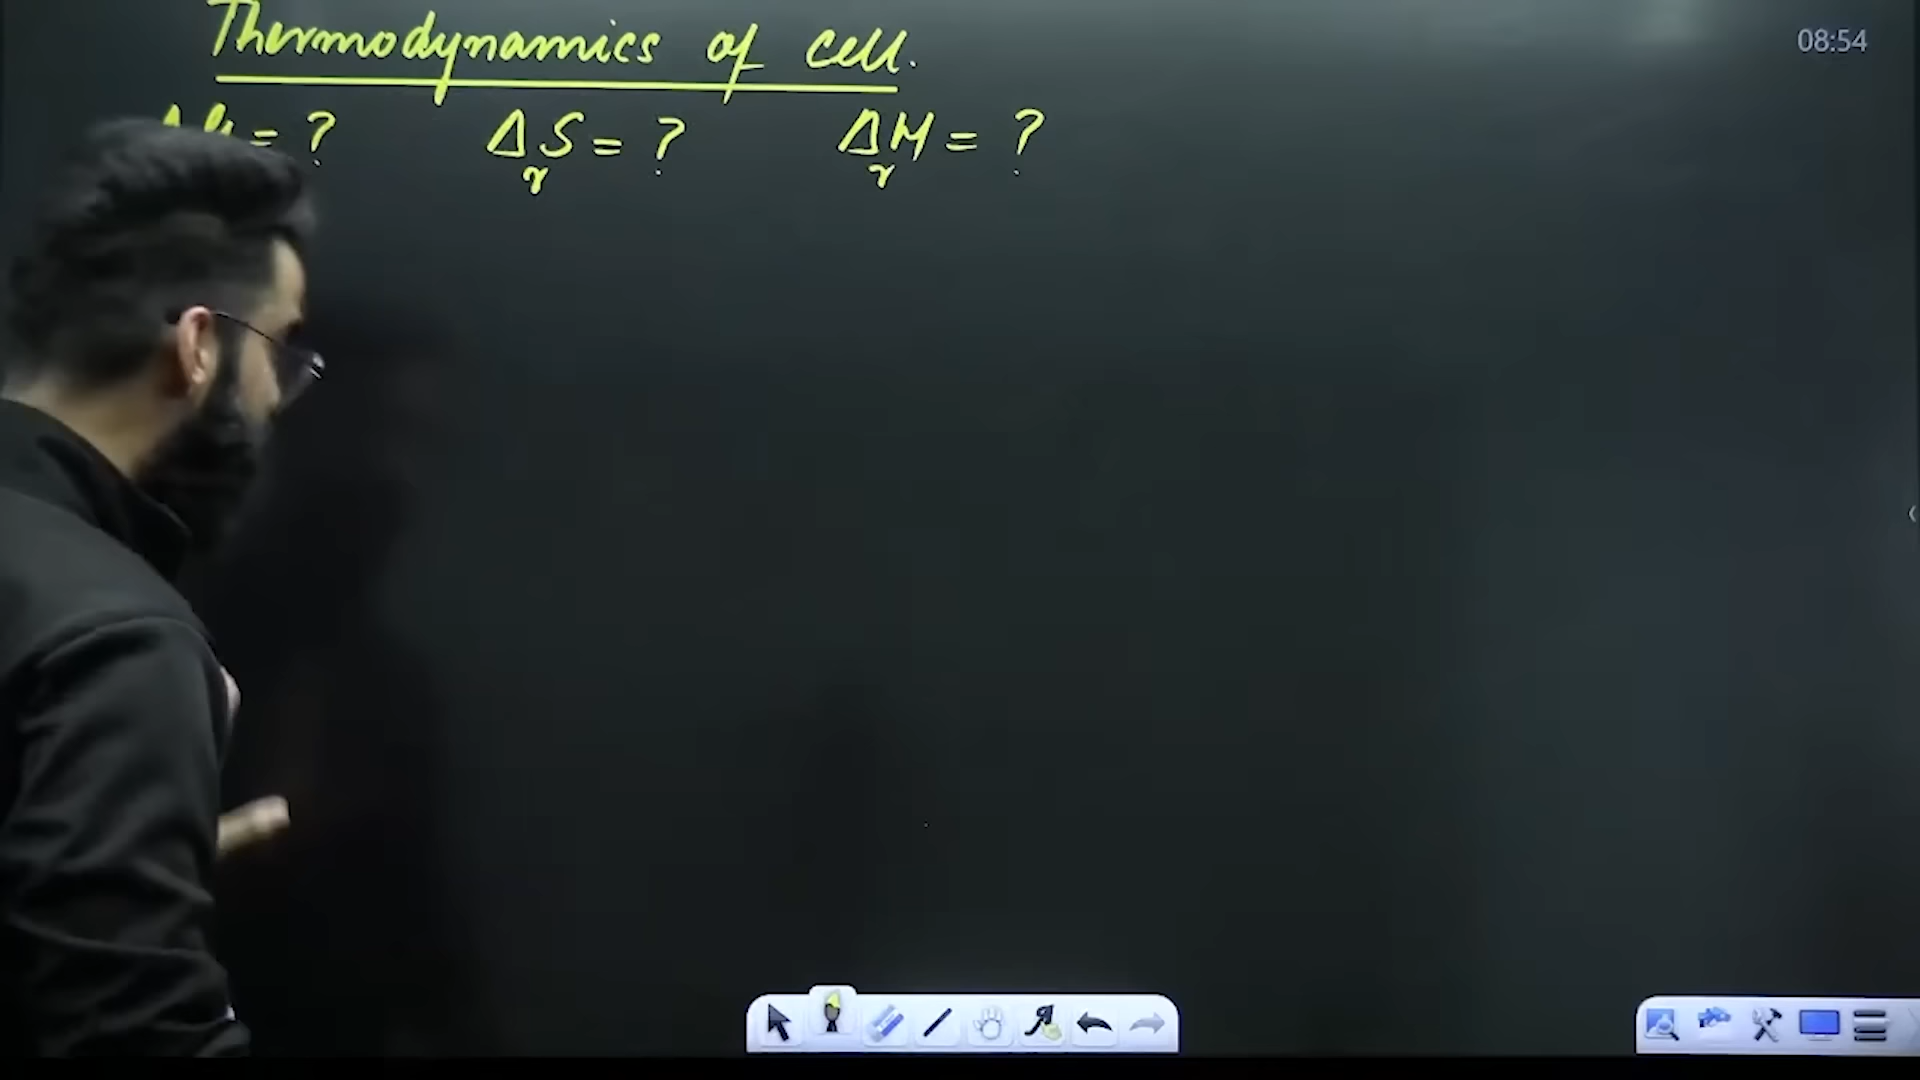 Thermodynamics of cell.
08:54
= ? ΔrS = ? ΔrH = ?